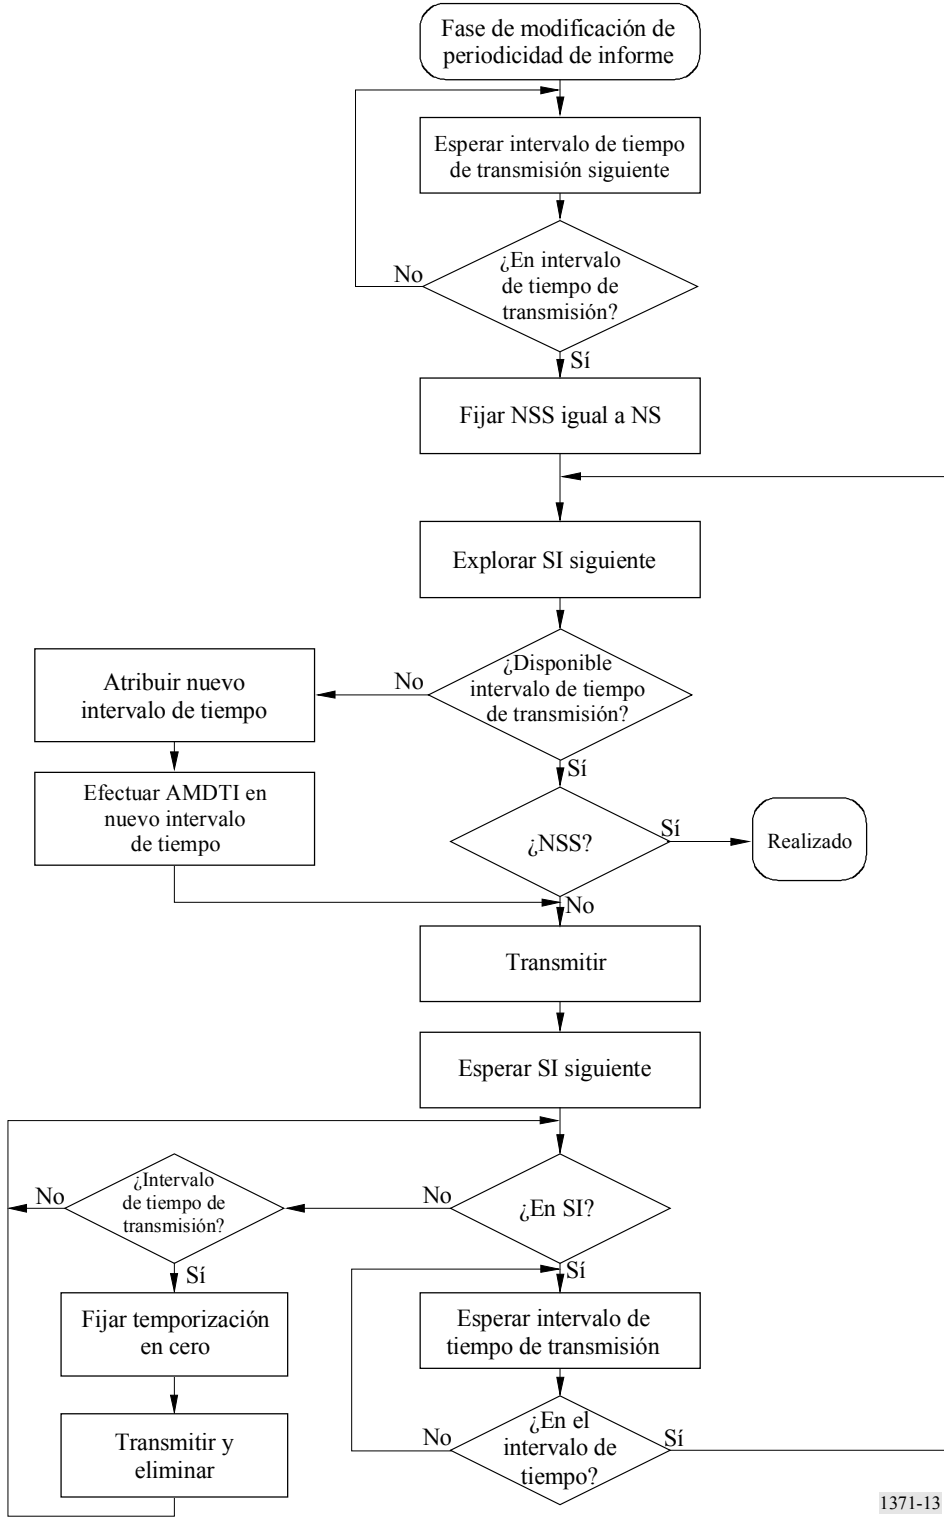 Fase de modificación de
periodicidad de informe
Esperar intervalo de tiempo
de transmisión siguiente
¿En intervalo
de tiempo de
transmisión?
No
Sí
Fijar NSS igual a NS
Explorar SI siguiente
¿Disponible
intervalo de tiempo
de transmisión?
No
Sí
Atribuir nuevo
intervalo de tiempo
Efectuar AMDTI en
nuevo intervalo
de tiempo
¿NSS?
Sí
Realizado
No
Transmitir
Esperar SI siguiente
¿En SI?
No
Sí
¿Intervalo
de tiempo de
transmisión?
No
Sí
Fijar temporización
en cero
Transmitir y
eliminar
Esperar intervalo de
tiempo de transmisión
¿En el
intervalo de
tiempo?
No
Sí
1371-13